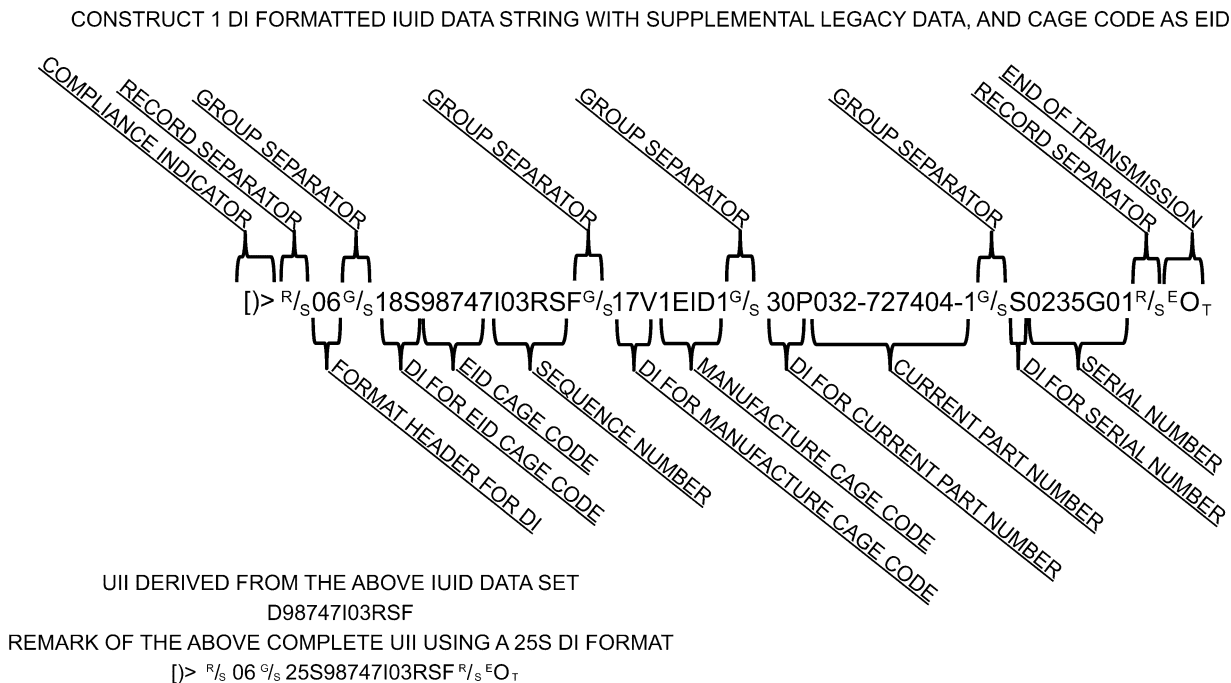 CONSTRUCT 1 DI FORMATTED IUID DATA STRING WITH SUPPLEMENTAL LEGACY DATA, AND CAGE CODE AS EID
COMPLIANCE INDICATOR
RECORD SEPARATOR
GROUP SEPARATOR
GROUP SEPARATOR
GROUP SEPARATOR
GROUP SEPARATOR
RECORD SEPARATOR
END OF TRANSMISSION
[)> R/S 06 G/S 18S98747I03RSF G/S 17V1EID1 G/S 30P032-727404-1 G/S S0235G01 R/S EOT
FORMAT HEADER FOR DI
DI FOR EID CAGE CODE
EID CAGE CODE
SEQUENCE NUMBER
DI FOR MANUFACTURE CAGE CODE
MANUFACTURE CAGE CODE
DI FOR CURRENT PART NUMBER
CURRENT PART NUMBER
DI FOR SERIAL NUMBER
SERIAL NUMBER
UII DERIVED FROM THE ABOVE IUID DATA SET
D98747I03RSF
REMARK OF THE ABOVE COMPLETE UII USING A 25S DI FORMAT
[)> R/S 06 G/S 25S98747I03RSF R/S EOT